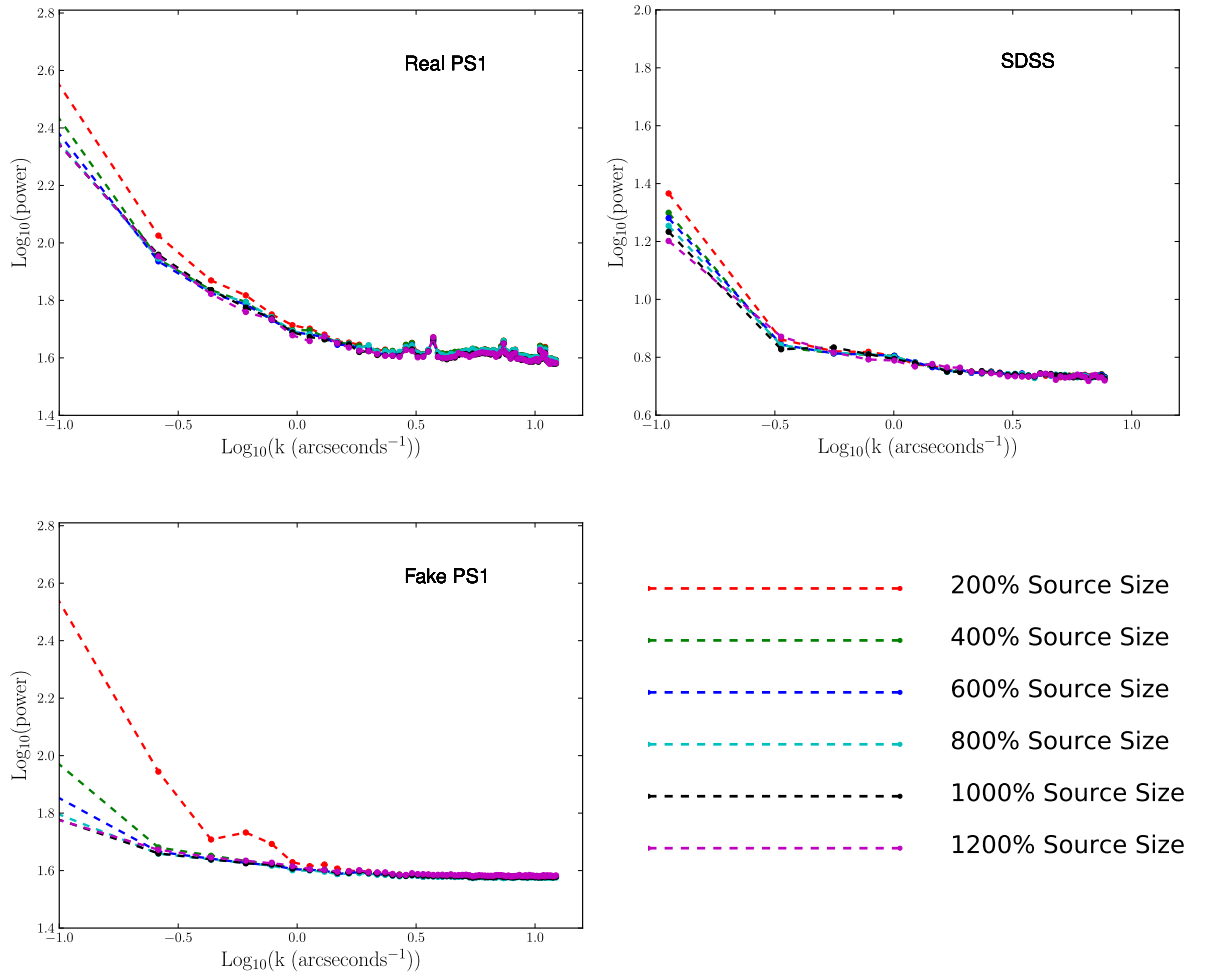 Real PS1
2.8
2.6
2.4
2.2
2.0
1.8
1.6
1.4
Log10(power)
−1.0 −0.5 0.0 0.5 1.0
Log10(k (arcseconds−1))
SDSS
2.0
1.8
1.6
1.4
1.2
1.0
0.8
0.6
Log10(power)
−1.0 −0.5 0.0 0.5 1.0
Log10(k (arcseconds−1))
Fake PS1
2.8
2.6
2.4
2.2
2.0
1.8
1.6
1.4
Log10(power)
−1.0 −0.5 0.0 0.5 1.0
Log10(k (arcseconds−1))
200% Source Size
400% Source Size
600% Source Size
800% Source Size
1000% Source Size
1200% Source Size